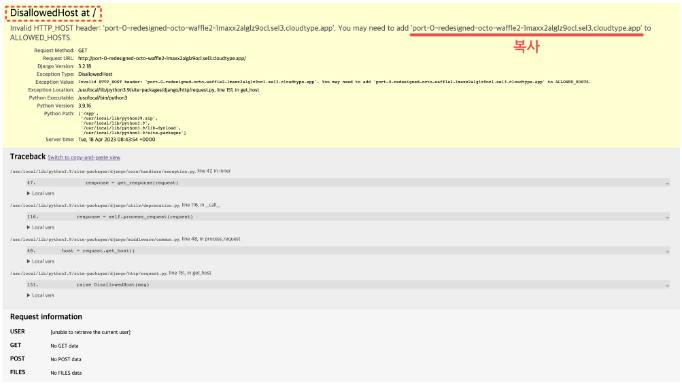 DisallowedHost at /
Invalid HTTP_HOST header: 'port-0-redesigned-octo-waffle2-1maxx2alglz9ocl.sel3.cloudtype.app'. You may need to add 'port-0-redesigned-octo-waffle2-1maxx2alglz9ocl.sel3.cloudtype.app' to
ALLOWED_HOSTS.
복사
Request Method: GET
Request URL: http://port-0-redesigned-octo-waffle2-1maxx2alglz9ocl.sel3.cloudtype.app/
Django Version: 3.2.18
Exception Type: DisallowedHost
Exception Value: Invalid HTTP_HOST header: 'port-0-redesigned-octo-waffle2-1maxx2alglz9ocl.sel3.cloudtype.app'. You may need to add 'port-0-redesigned-octo-waffle2-1maxx2alglz9ocl.sel3.cloudtype.app' to ALLOWED_HOSTS.
Exception Location: /usr/local/lib/python3.9/site-packages/django/http/request.py, line 151, in get_host
Python Executable: /usr/local/bin/python3
Python Version: 3.9.16
Python Path: ['/app',
'/usr/local/lib/python39.zip',
'/usr/local/lib/python3.9',
'/usr/local/lib/python3.9/lib-dynload',
'/usr/local/lib/python3.9/site-packages']
Server time: Tue, 18 Apr 2023 08:43:54 +0000
Traceback Switch to copy-and-paste view
/usr/local/lib/python3.9/site-packages/django/core/handlers/exception.py, line 47, in inner
47. response = get_response(request)
▶ Local vars
/usr/local/lib/python3.9/site-packages/django/utils/deprecation.py, line 116, in __call__
116. response = self.process_request(request)
▶ Local vars
/usr/local/lib/python3.9/site-packages/django/middleware/common.py, line 48, in process_request
48. host = request.get_host()
▶ Local vars
/usr/local/lib/python3.9/site-packages/django/http/request.py, line 151, in get_host
151. raise DisallowedHost(msg)
▶ Local vars
Request information
USER [unable to retrieve the current user]
GET No GET data
POST No POST data
FILES No FILES data